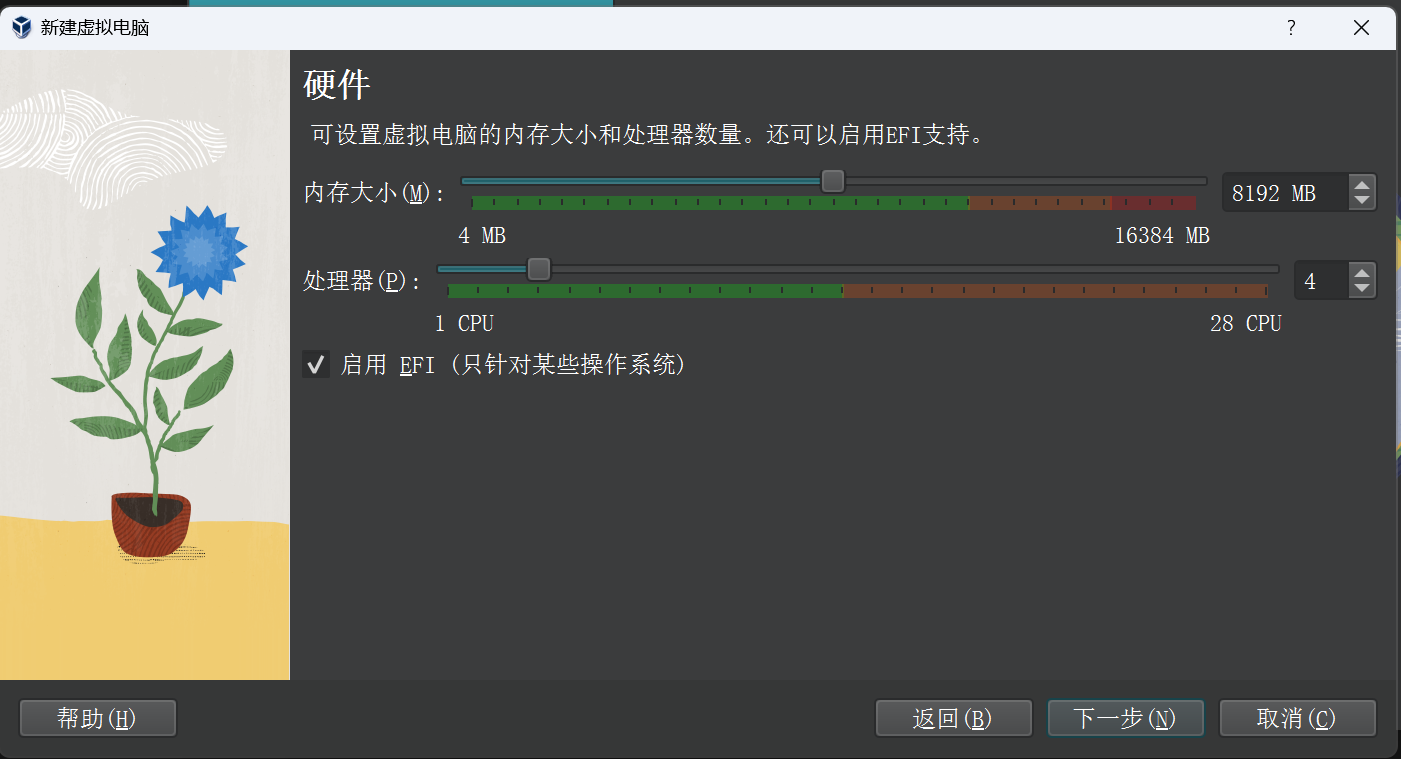 新建虚拟电脑
?
硬件
可设置虚拟电脑的内存大小和处理器数量。还可以启用EFI支持。
内存大小(M): 8192 MB
4 MB 16384 MB
处理器(P): 4
1 CPU 28 CPU
启用 EFI (只针对某些操作系统)
帮助(H) 返回(B) 下一步(N) 取消(C)